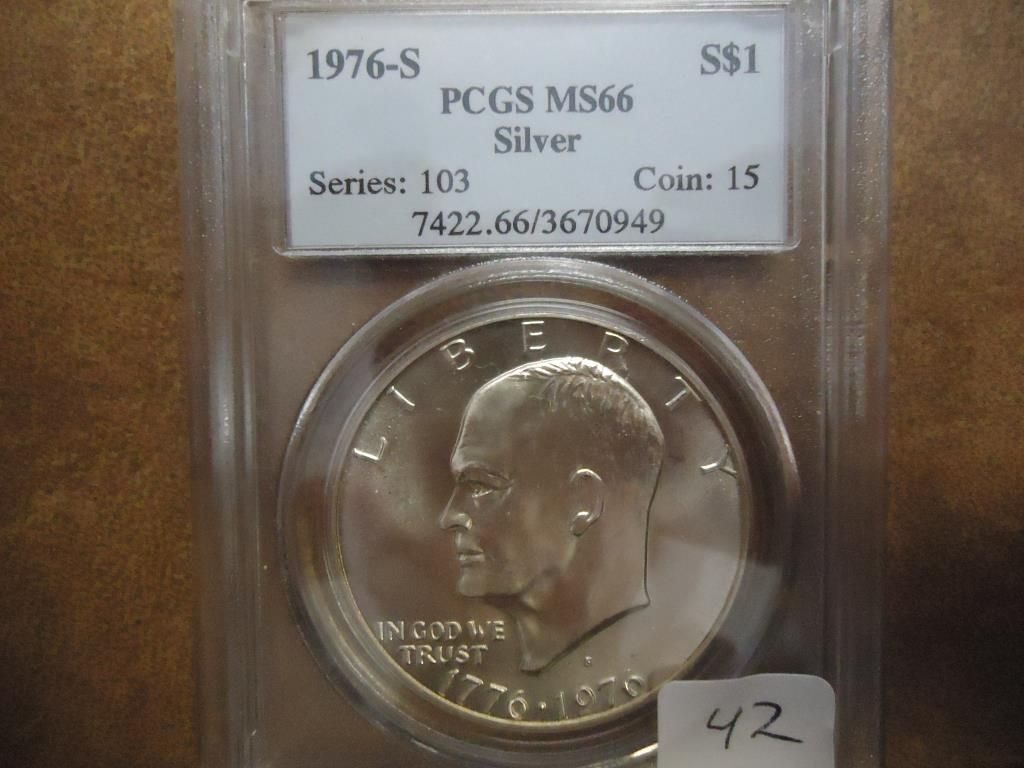 1976-S S$1
PCGS MS66
Silver
Series: 103 Coin: 15
7422.66/3670949
LIBERTY
IN GOD WE
TRUST
S
1776·1976
42